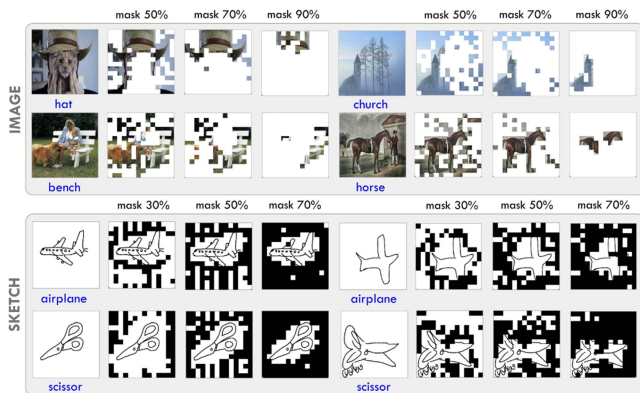 mask 50% mask 70% mask 90% mask 50% mask 70% mask 90%
IMAGE
hat church
bench horse
mask 30% mask 50% mask 70% mask 30% mask 50% mask 70%
SKETCH
airplane airplane
scissor scissor